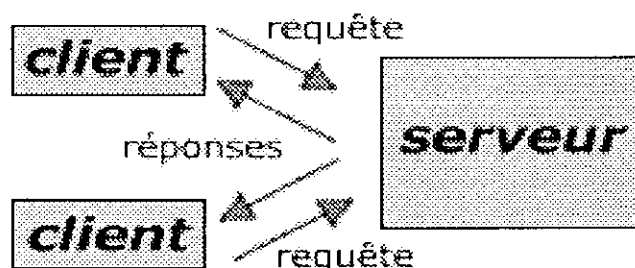 requête
client
serveur
réponses
client
requête